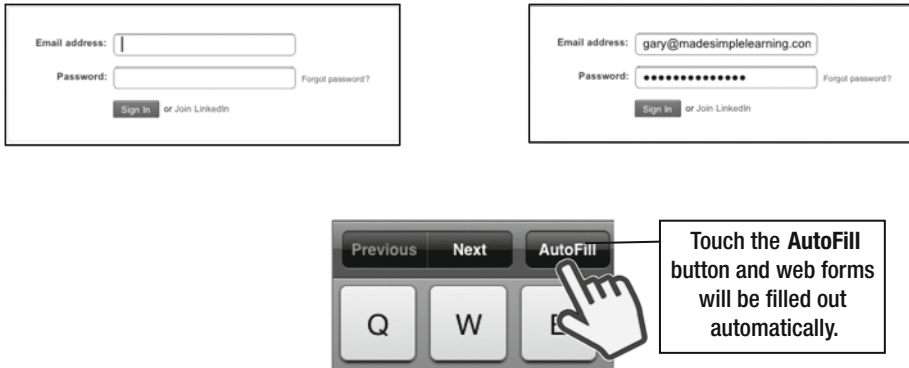 Email address:
Password: Forgot password?
Sign In or Join LinkedIn
Email address: gary@madesimplelearning.con
Password: ●●●●●●●●●●●●●● Forgot password?
Sign In or Join LinkedIn
Previous Next AutoFill
Q W E
Touch the AutoFill
button and web forms
will be filled out
automatically.